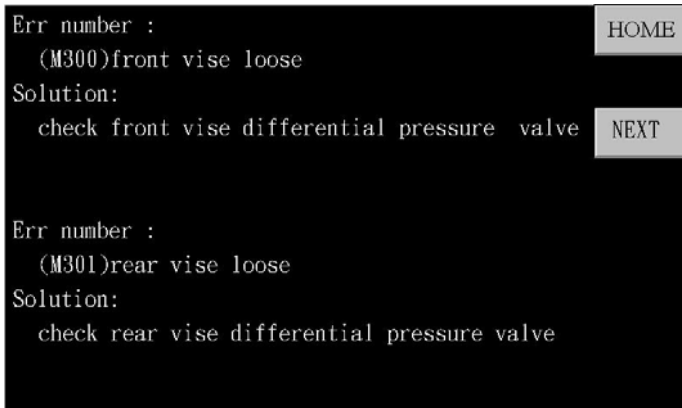 Err number :
HOME
(M300)front vise loose
Solution:
check front vise differential pressure  valve
NEXT
Err number :
(M301)rear vise loose
Solution:
check rear vise differential pressure valve